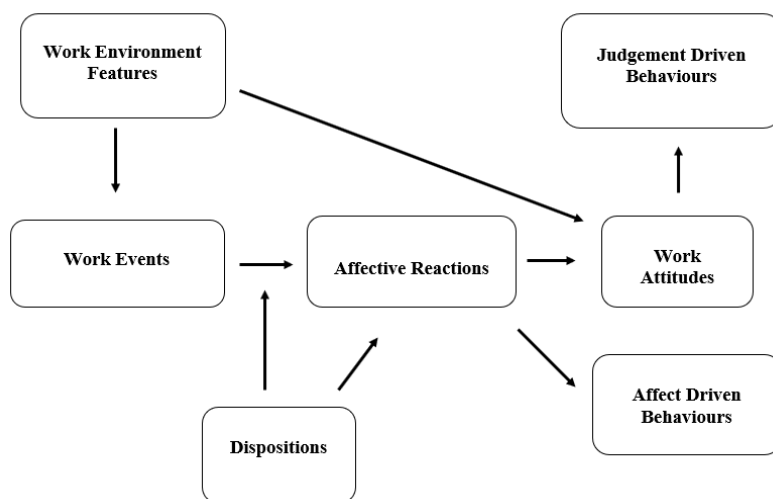 Work Environment
Features
Judgement Driven
Behaviours
Work Events
Affective Reactions
Work
Attitudes
Affect Driven
Behaviours
Dispositions